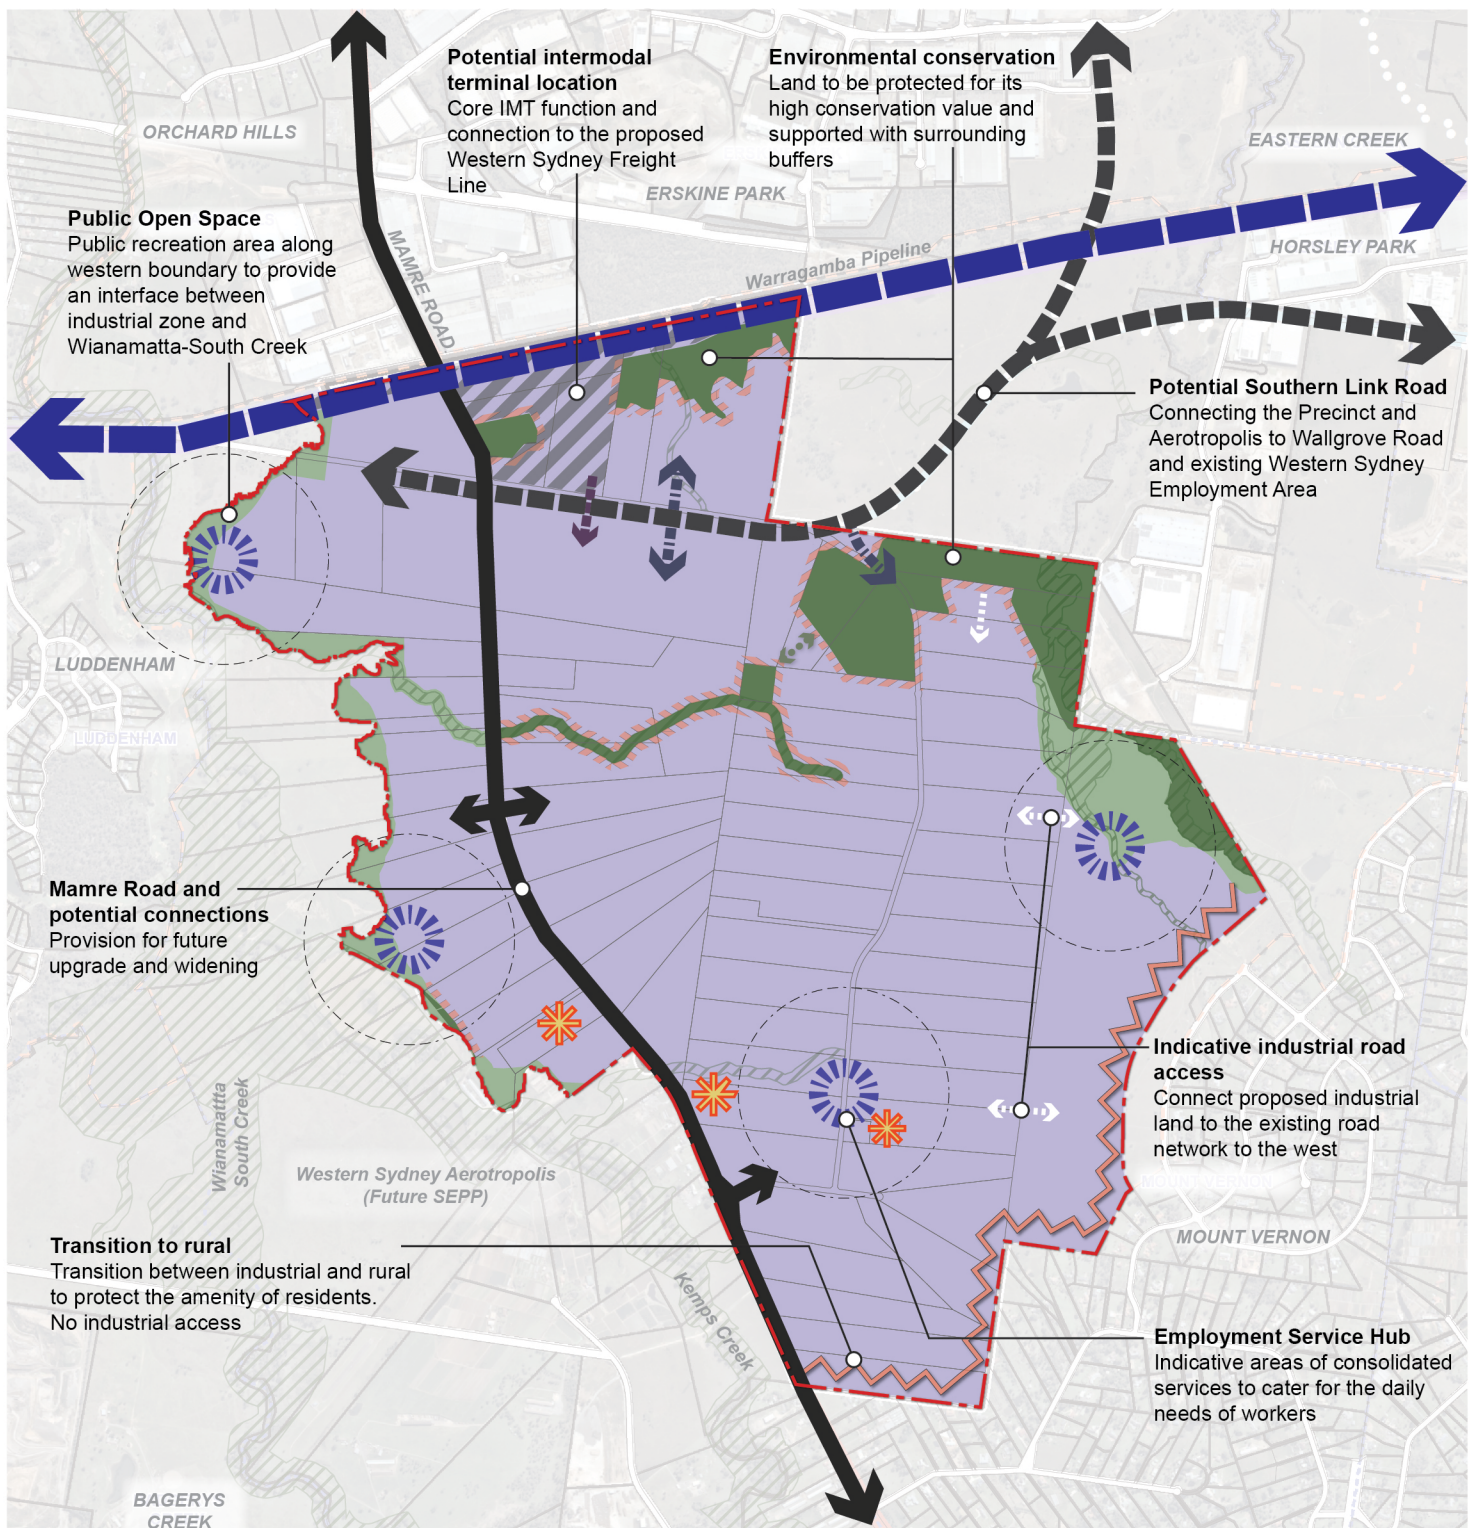 Potential intermodal
terminal location
Core IMT function and
connection to the proposed
Western Sydney Freight
Line
Environmental conservation
Land to be protected for its
high conservation value and
supported with surrounding
buffers
ORCHARD HILLS
ERSKINE PARK
EASTERN CREEK
HORSLEY PARK
Public Open Space
Public recreation area along
western boundary to provide
an interface between
industrial zone and
Wianamatta-South Creek
MAMRE ROAD
Warragamba Pipeline
Potential Southern Link Road
Connecting the Precinct and
Aerotropolis to Wallgrove Road
and existing Western Sydney
Employment Area
LUDDENHAM
LUDDENHAM
Mamre Road and
potential connections
Provision for future
upgrade and widening
Indicative industrial road
access
Connect proposed industrial
land to the existing road
network to the west
Wianamattta
South Creek
Western Sydney Aerotropolis
(Future SEPP)
MOUNT VERNON
MOUNT VERNON
Transition to rural
Transition between industrial and rural
to protect the amenity of residents.
No industrial access
Kemps Creek
Employment Service Hub
Indicative areas of consolidated
services to cater for the daily
needs of workers
BAGERYS
CREEK